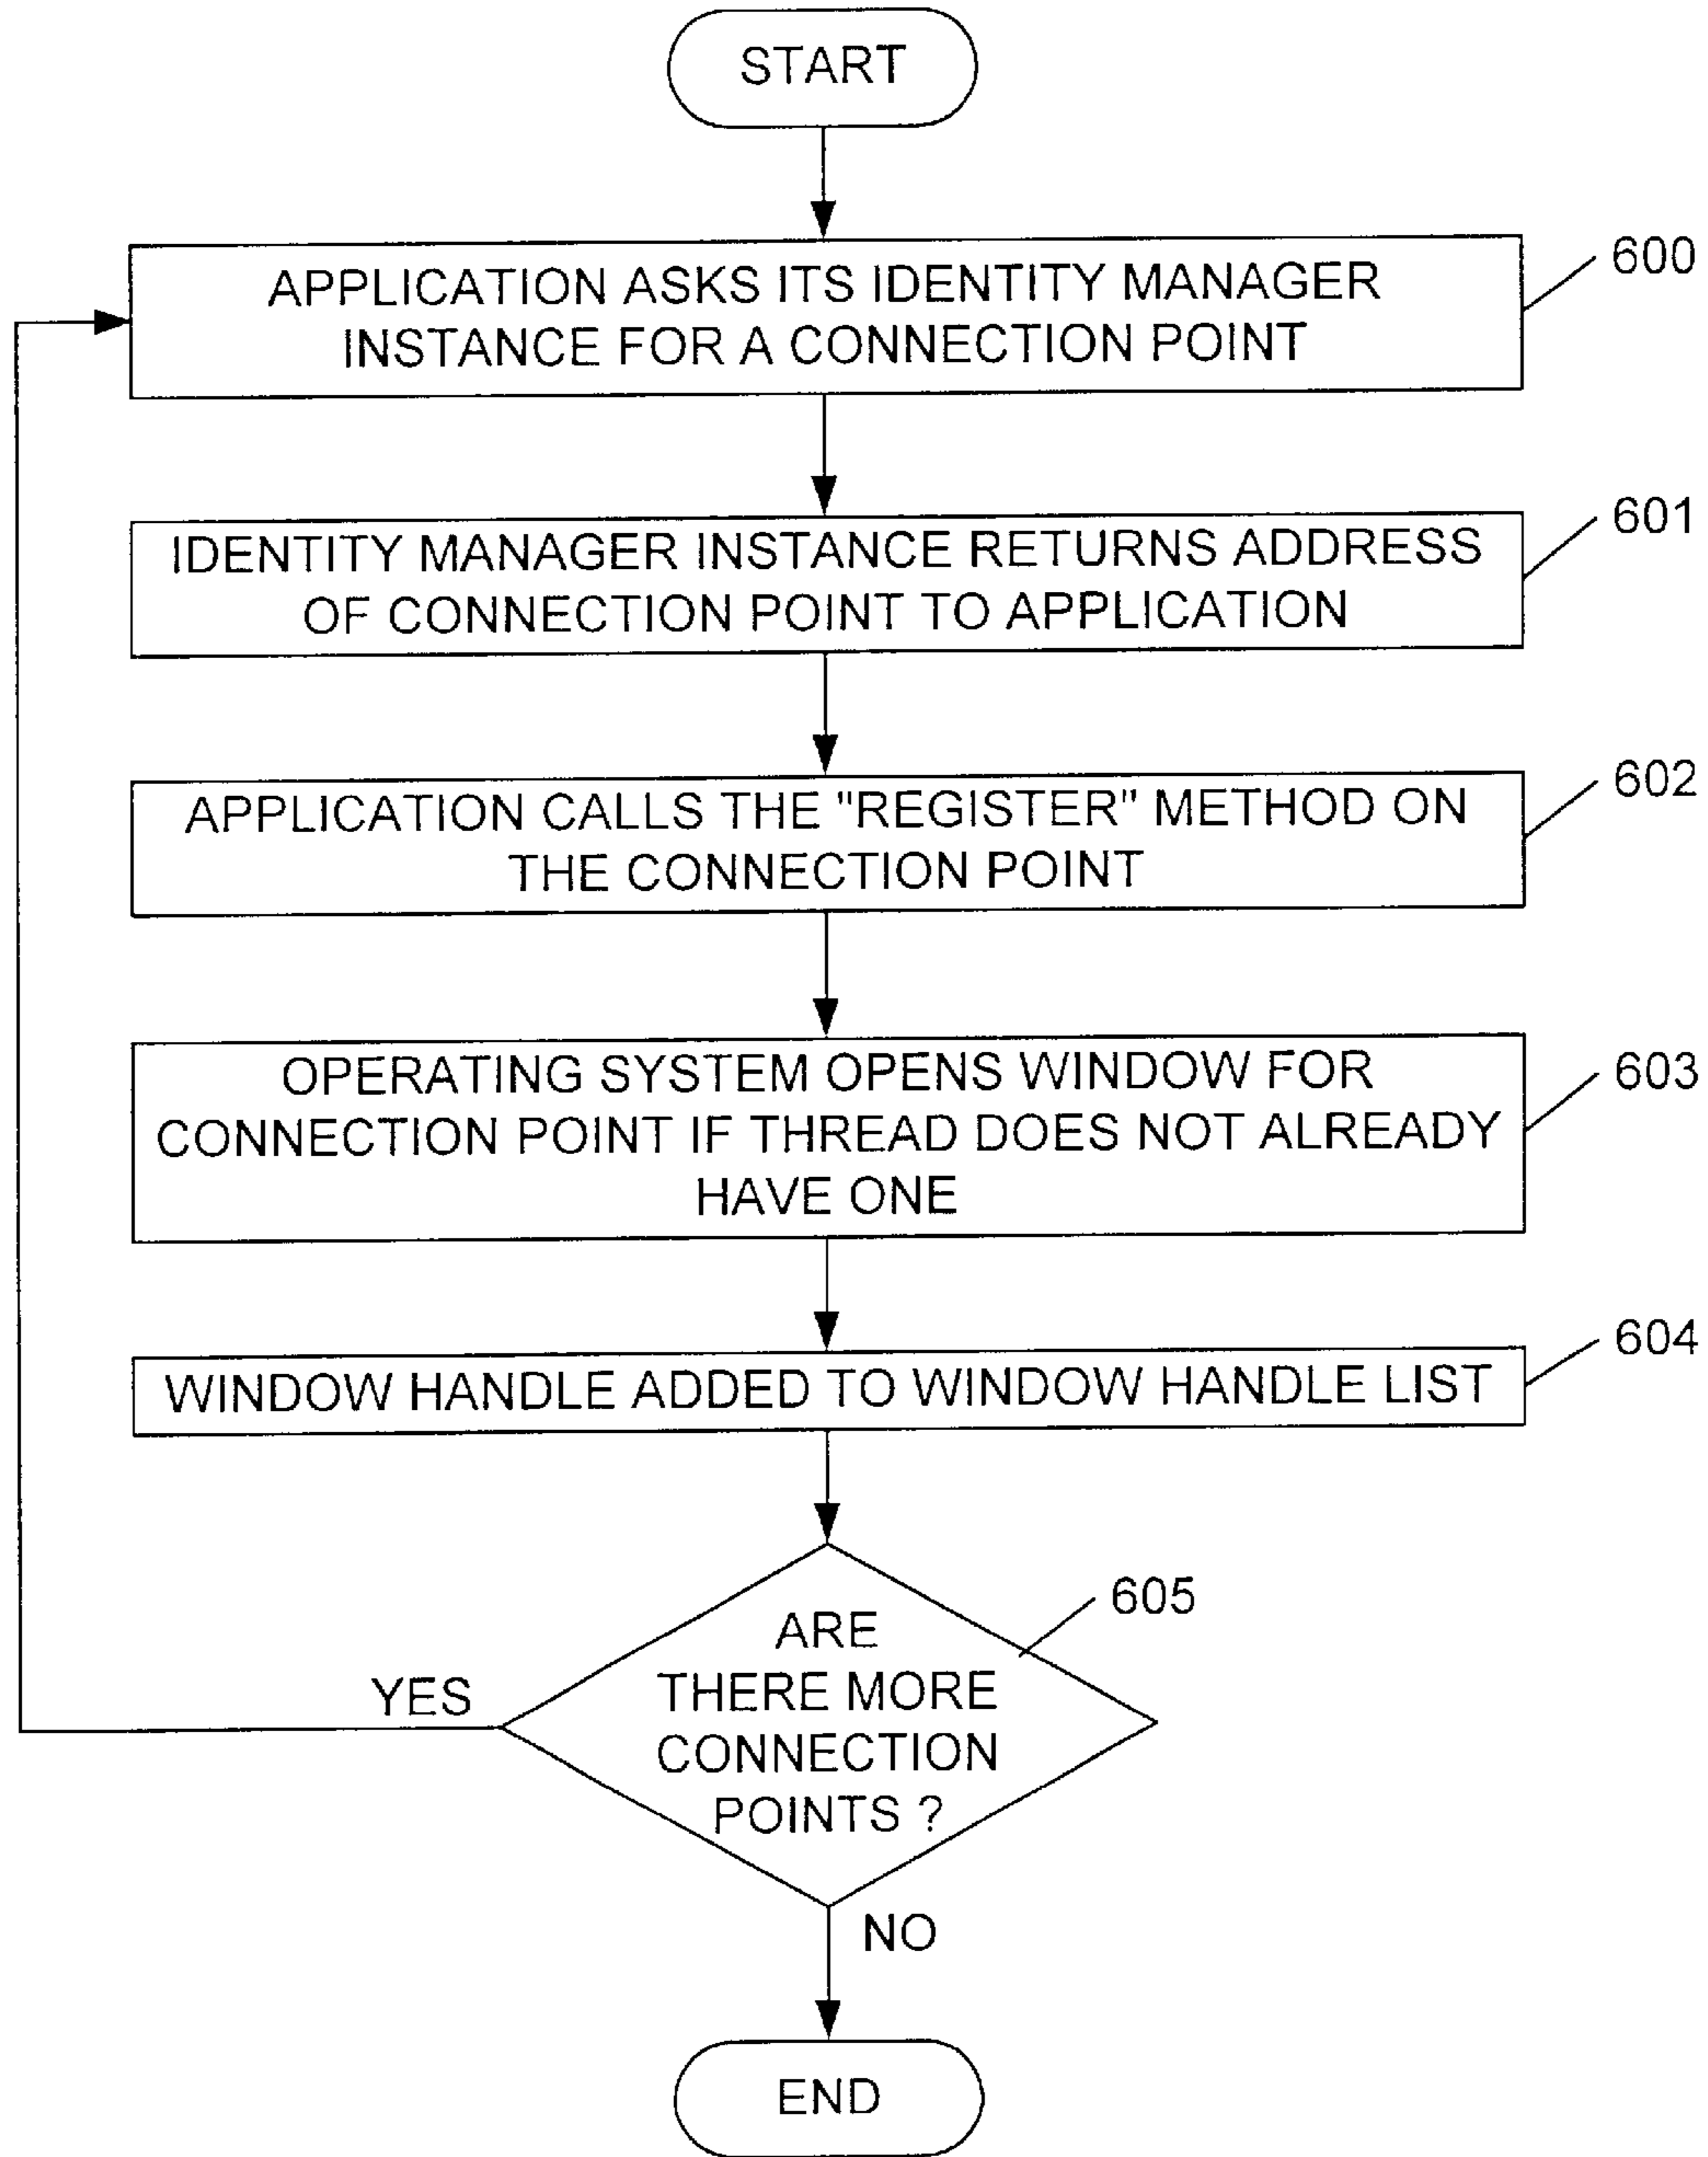 START
APPLICATION ASKS ITS IDENTITY MANAGER
INSTANCE FOR A CONNECTION POINT
600
IDENTITY MANAGER INSTANCE RETURNS ADDRESS
OF CONNECTION POINT TO APPLICATION
601
APPLICATION CALLS THE "REGISTER" METHOD ON
THE CONNECTION POINT
602
OPERATING SYSTEM OPENS WINDOW FOR
CONNECTION POINT IF THREAD DOES NOT ALREADY
HAVE ONE
603
WINDOW HANDLE ADDED TO WINDOW HANDLE LIST
604
ARE
THERE MORE
CONNECTION
POINTS ?
605
YES
NO
END